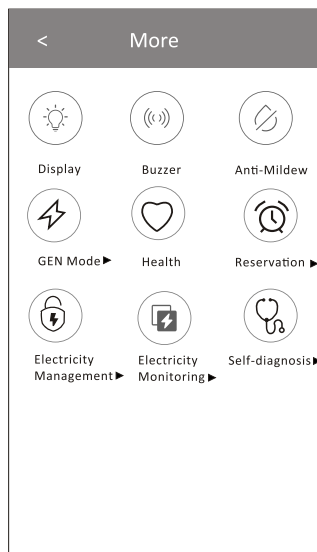 < More
Display Buzzer Anti-Mildew
GEN Mode▶ Health Reservation ▶
Electricity Electricity Self-diagnosis▶
Management▶ Monitoring▶